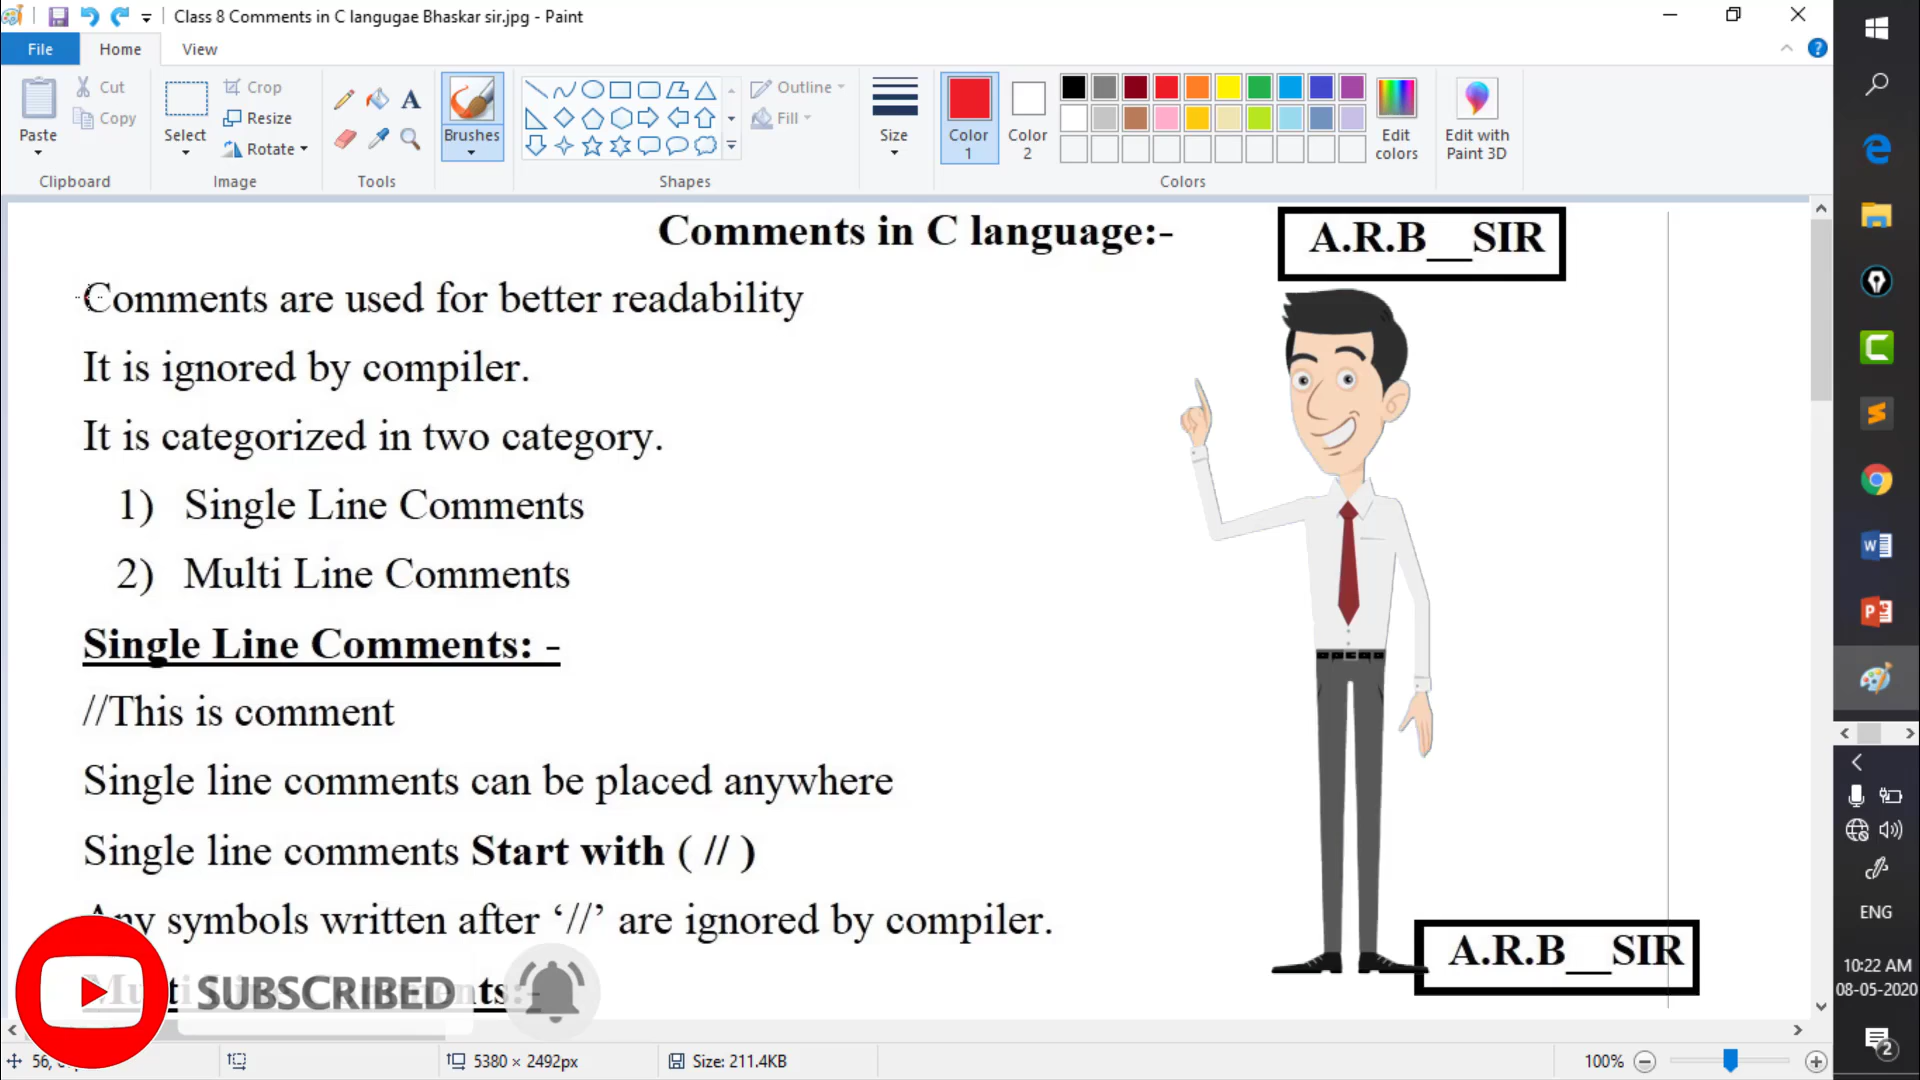 Class 8 Comments in C langugae Bhaskar sir.jpg - Paint
File Home View
Paste
Cut
Copy
Clipboard
Select
Crop
Resize
Rotate
Image
Tools
Brushes
Shapes
Outline
Fill
Size
Color 1
Color 2
Colors
Edit colors
Edit with Paint 3D
Comments in C language:-
A.R.B__SIR
Comments are used for better readability
It is ignored by compiler.
It is categorized in two category.
1) Single Line Comments
2) Multi Line Comments
Single Line Comments: -
//This is comment
Single line comments can be placed anywhere
Single line comments Start with ( // )
Any symbols written after ‘//’ are ignored by compiler.
SUBSCRIBED
A.R.B__SIR
5380 × 2492px
Size: 211.4KB
100%
ENG
10:22 AM
08-05-2020
2